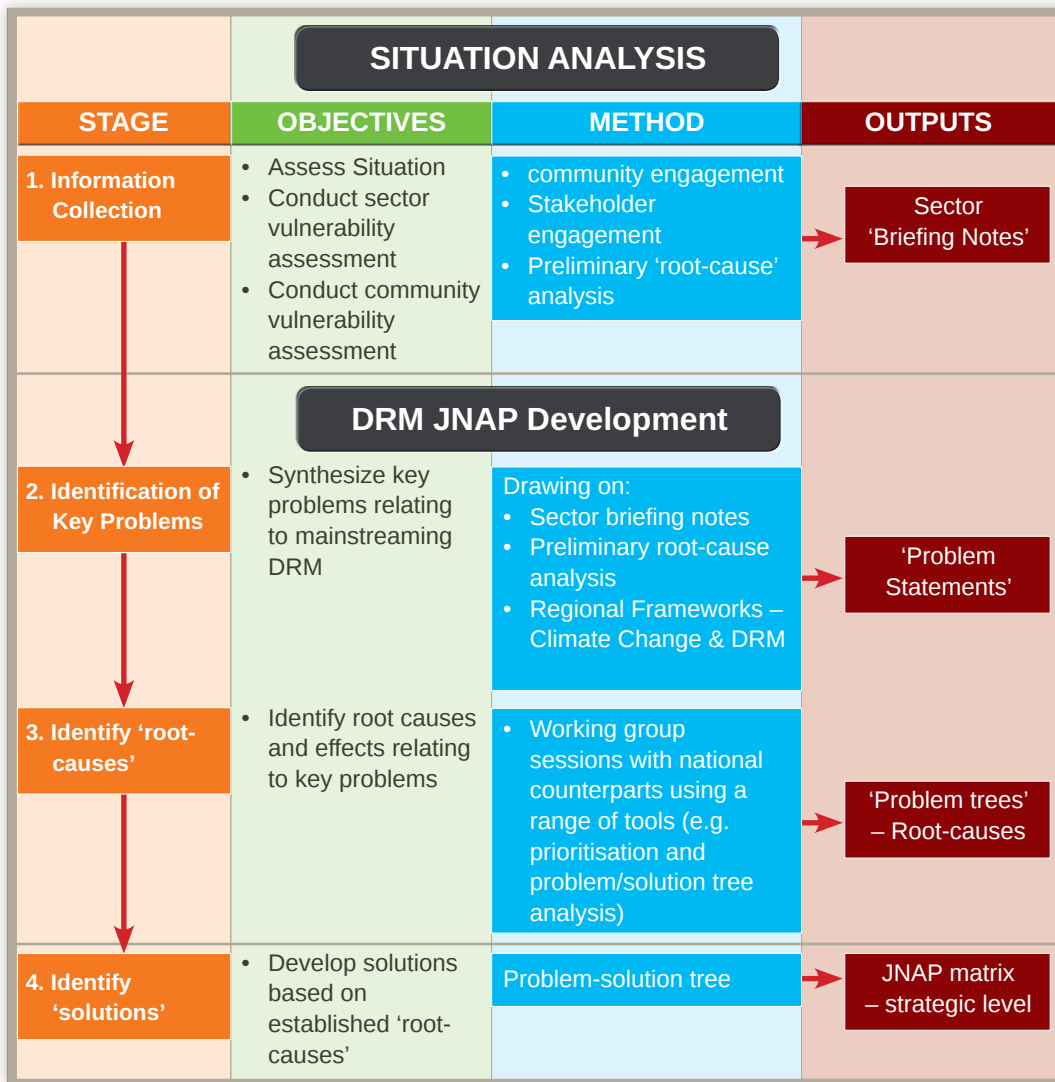 SITUATION ANALYSIS
STAGE
OBJECTIVES
METHOD
OUTPUTS
1. Information
Collection
• Assess Situation
• Conduct sector
vulnerability
assessment
• Conduct community
vulnerability
assessment
• community engagement
• Stakeholder
engagement
• Preliminary ‘root-cause’
analysis
Sector
‘Briefing Notes’
DRM JNAP Development
2. Identification of
Key Problems
• Synthesize key
problems relating
to mainstreaming
DRM
Drawing on:
• Sector briefing notes
• Preliminary root-cause
analysis
• Regional Frameworks –
Climate Change & DRM
‘Problem
Statements’
3. Identify ‘root-
causes’
• Identify root causes
and effects relating
to key problems
• Working group
sessions with national
counterparts using a
range of tools (e.g.
prioritisation and
problem/solution tree
analysis)
‘Problem trees’
– Root-causes
4. Identify
‘solutions’
• Develop solutions
based on
established ‘root-
causes’
Problem-solution tree
JNAP matrix
– strategic level